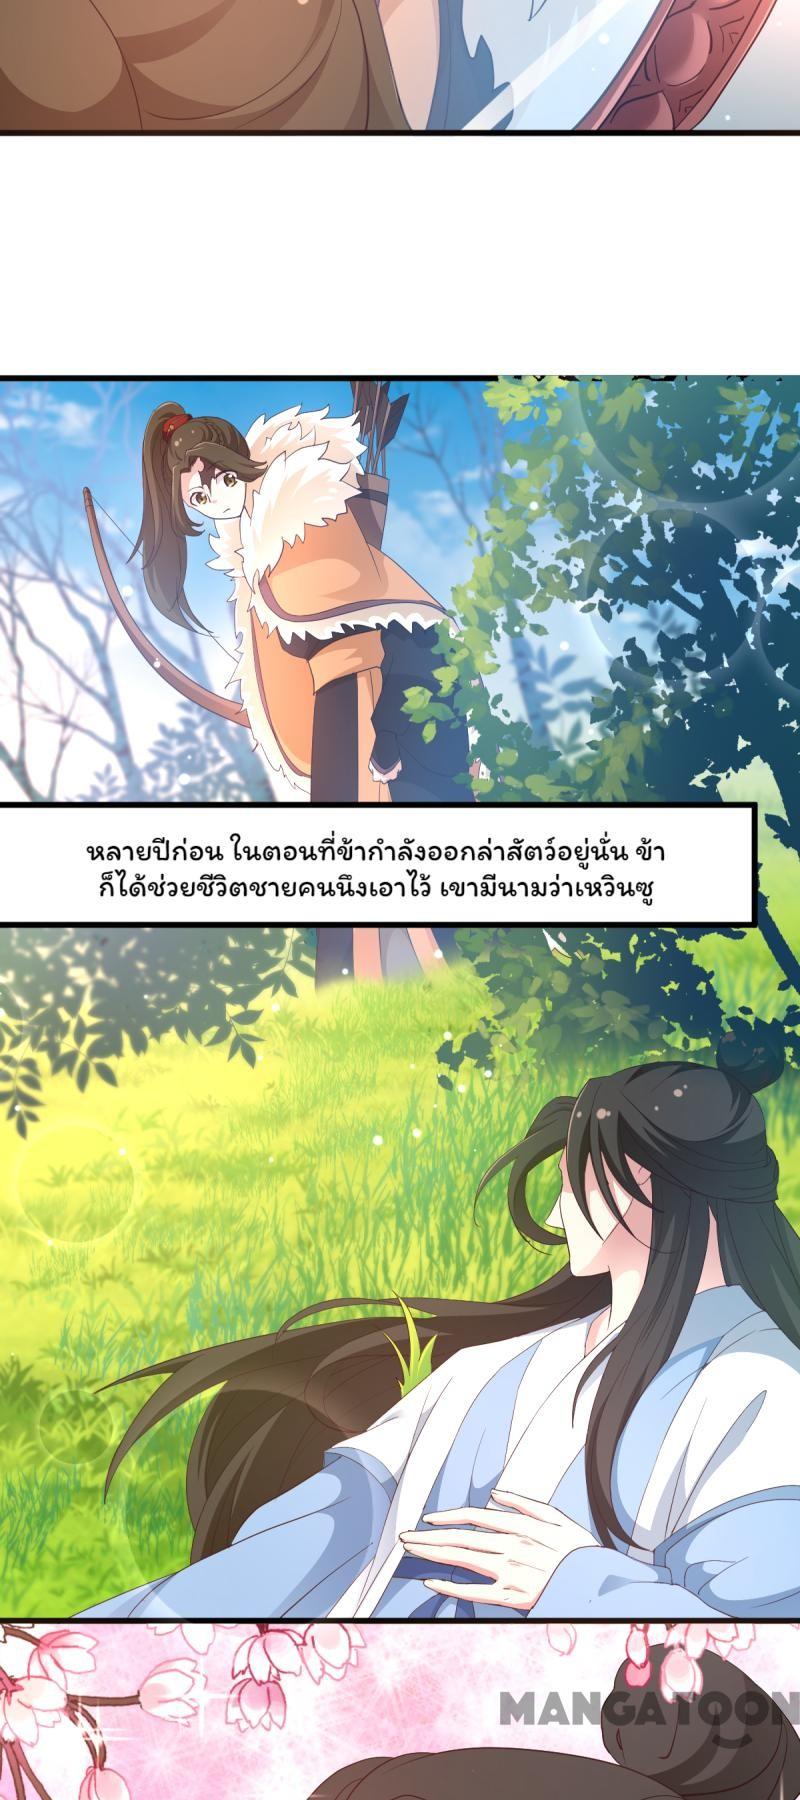 หลายปีก่อน ในตอนที่ข้ากำลังออกล่าสัตว์อยู่นั่น ข้า
ก็ได้ช่วยชีวิตชายคนนึงเอาไว้ เขามีนามว่าเหวินซู
MANGATOON